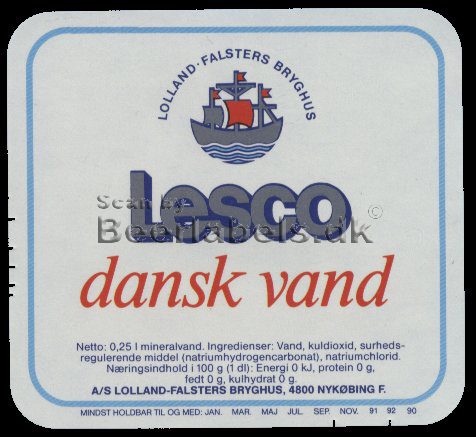 LOLLAND-FALSTERS BRYGHUS
Lesco
Scan by
Beerlabels.dk
©
dansk vand
Netto: 0,25 l mineralvand. Ingredienser: Vand, kuldioxid, surheds-
regulerende middel (natriumhydrogencarbonat), natriumchlorid.
Næringsindhold i 100 g (1 dl): Energi 0 kJ, protein 0 g,
fedt 0 g, kulhydrat 0 g.
A/S LOLLAND-FALSTERS BRYGHUS, 4800 NYKØBING F.
MINDST HOLDBAR TIL OG MED: JAN. MAR. MAJ JUL. SEP. NOV. 91 92 90